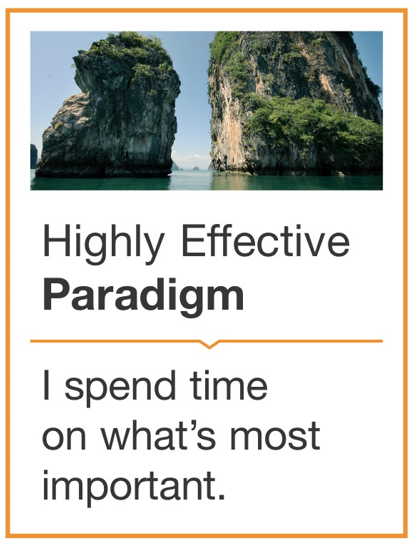 Highly Effective
Paradigm
I spend time
on what’s most
important.